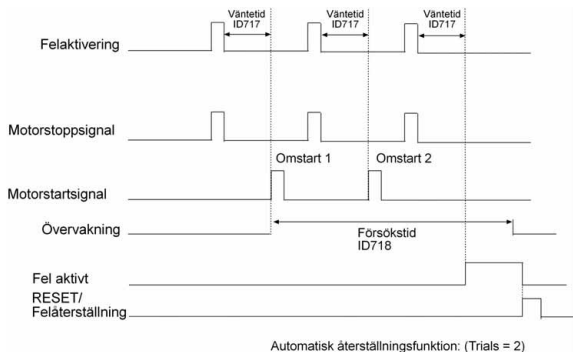 Väntetid
ID717
Väntetid
ID717
Väntetid
ID717
Felaktivering
Motorstoppsignal
Omstart 1
Omstart 2
Motorstartsignal
Övervakning
Försökstid
ID718
Fel aktivt
RESET/
Felåterställning
Automatisk återställningsfunktion: (Trials = 2)